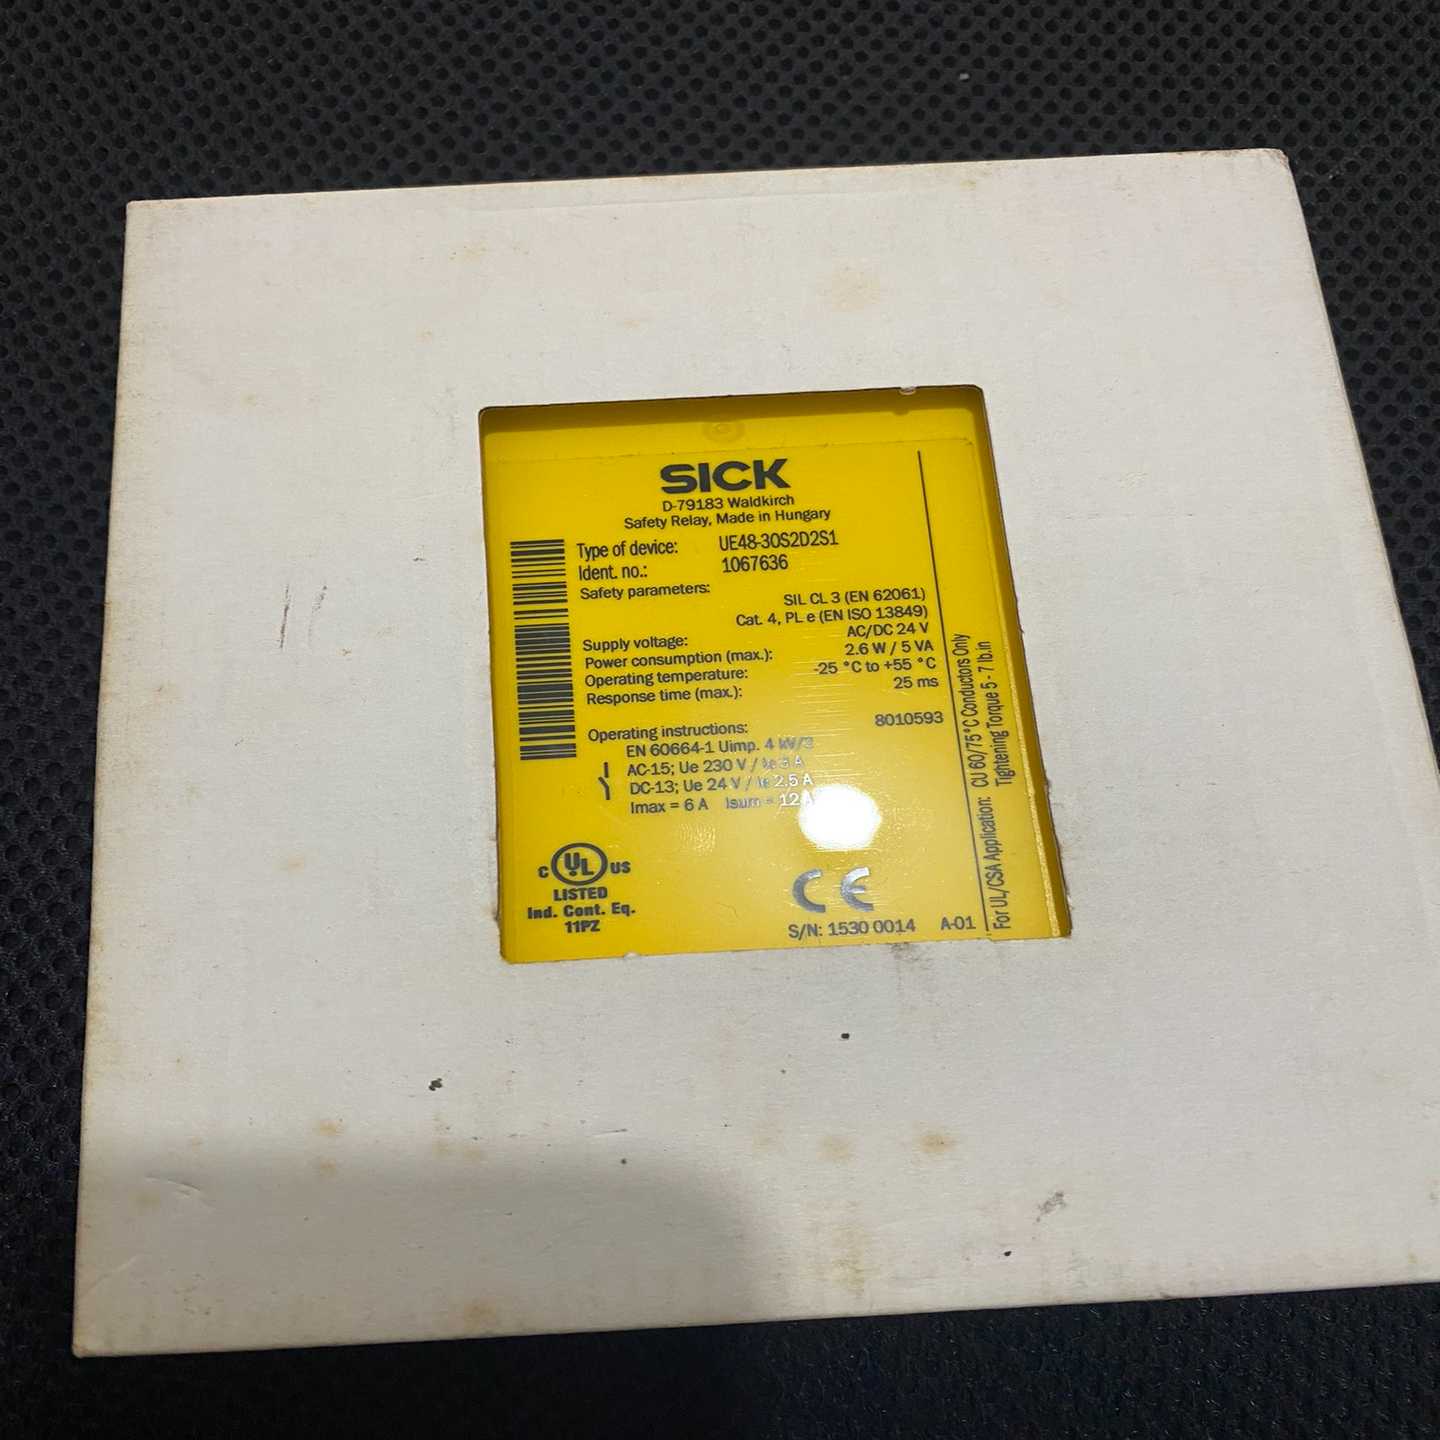 SICK
D-79183 Waldkirch
Safety Relay, Made in Hungary
Type of device: UE48-3OS2D2S1
Ident. no.: 1067636
Safety parameters:
SIL CL 3 (EN 62061)
Cat. 4, PL e (EN ISO 13849)
Supply voltage: AC/DC 24 V
Power consumption (max.): 2.6 W / 5 VA
Operating temperature: -25 °C to +55 °C
Response time (max.): 25 ms
Operating instructions: 8010593
EN 60664-1 Uimp. 4 kV/
AC-15; Ue 230 V / Ie A
DC-13; Ue 24 V / Ie 2.5 A
Imax = 6 A Isum = 12 A
C UL US
LISTED
Ind. Cont. Eq.
11PZ
CE
S/N: 1530 0014 A-01
For UL/CSA Application: CU 60/75°C Conductors Only
Tightening Torque 5 - 7 lb.in